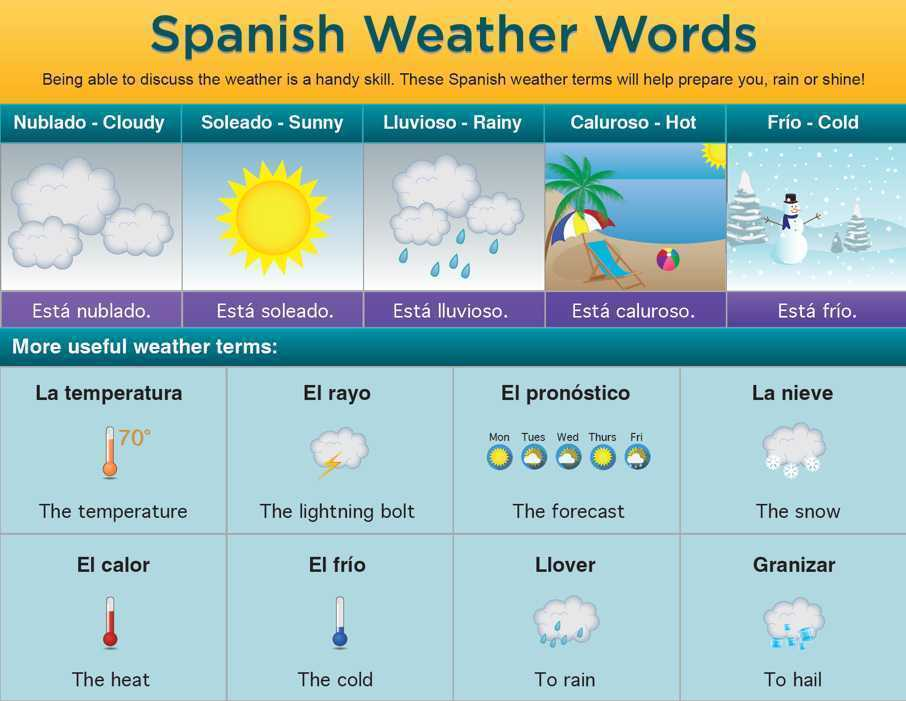 Spanish Weather Words
Being able to discuss the weather is a handy skill. These Spanish weather terms will help prepare you, rain or shine!
Nublado - Cloudy
Soleado - Sunny
Lluvioso - Rainy
Caluroso - Hot
Frío - Cold
Está nublado.
Está soleado.
Está lluvioso.
Está caluroso.
Está frío.
More useful weather terms:
La temperatura
70°
The temperature
El rayo
The lightning bolt
El pronóstico
Mon Tues Wed Thurs Fri
The forecast
La nieve
The snow
El calor
The heat
El frío
The cold
Llover
To rain
Granizar
To hail